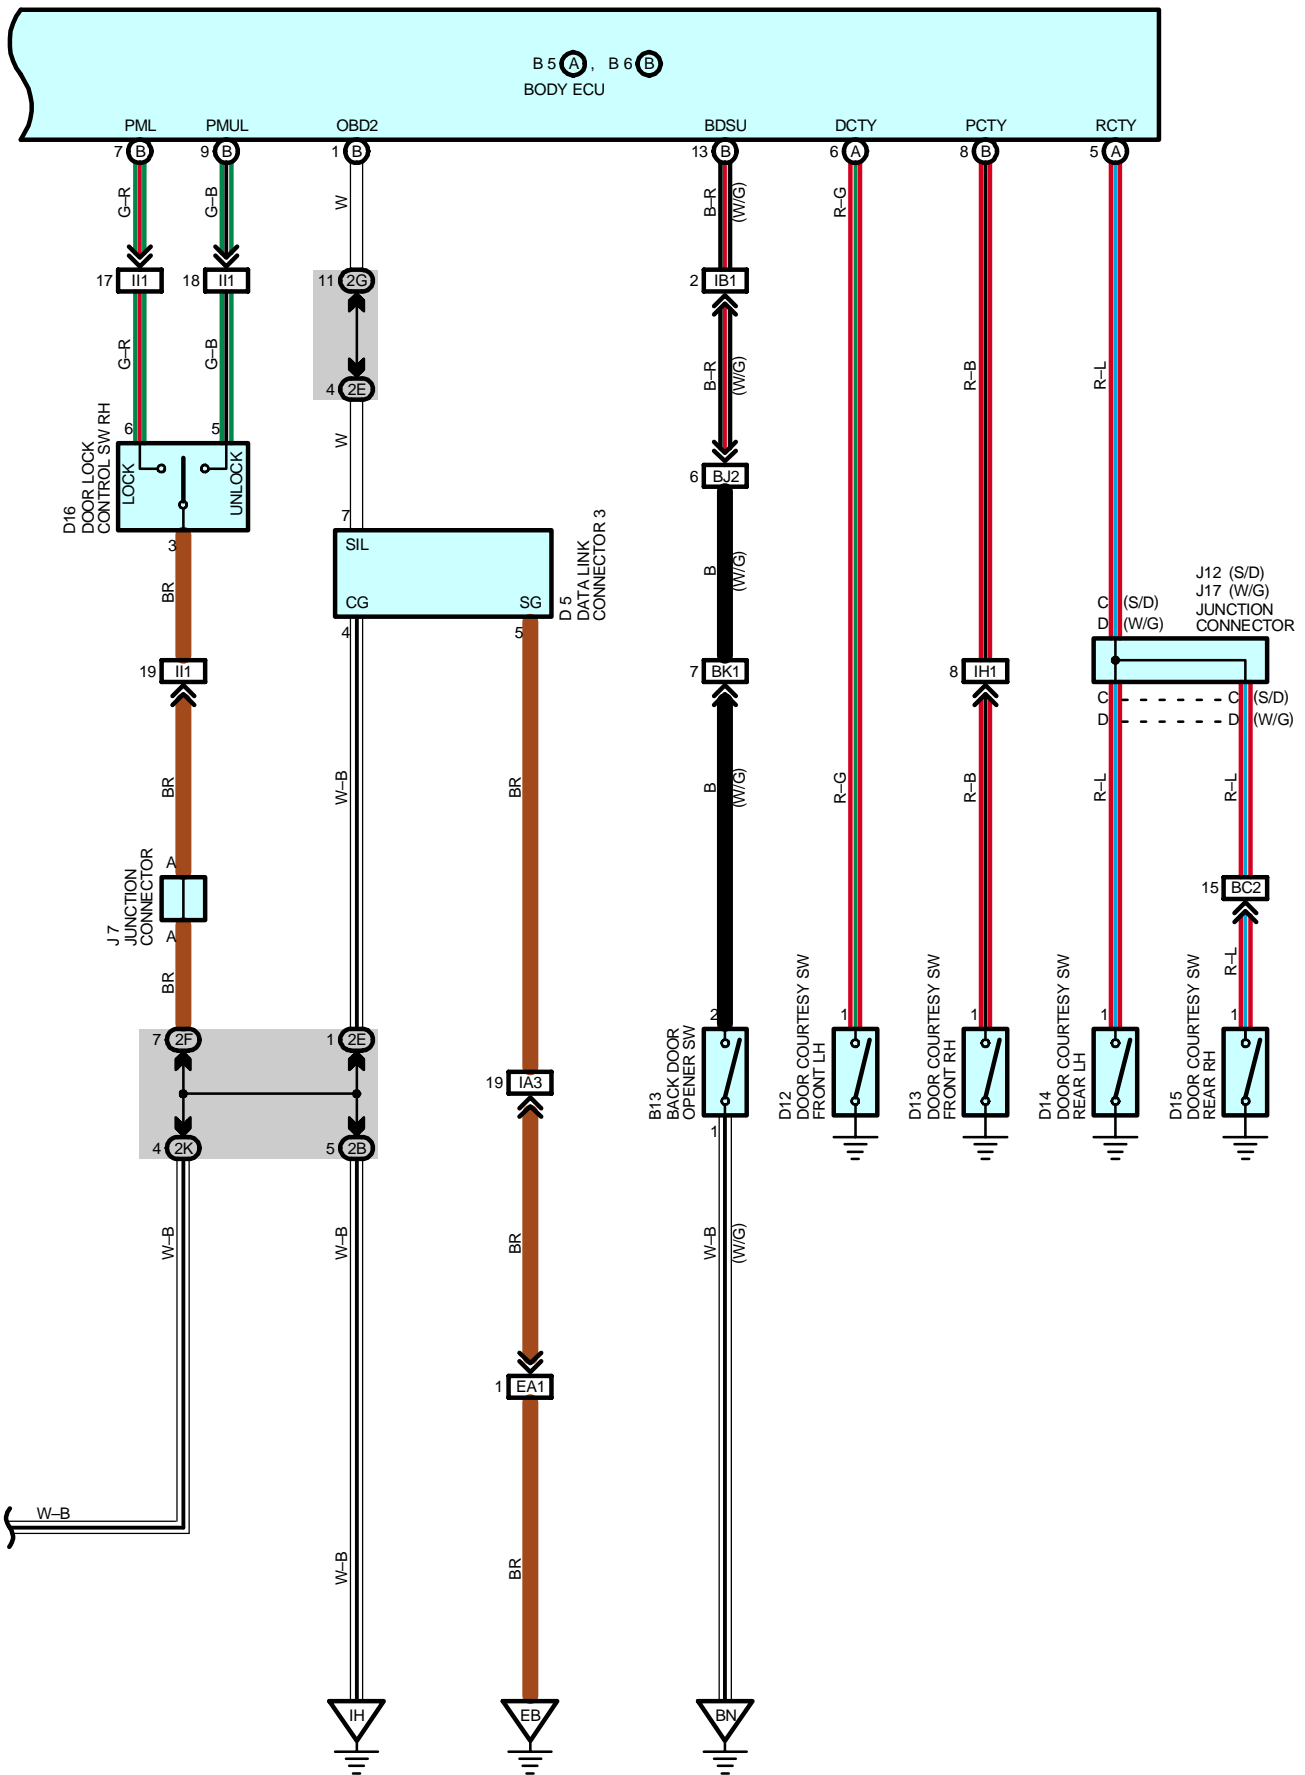 B 5 A , B 6 B
BODY ECU
PML PMUL OBD2 BDSU DCTY PCTY RCTY
7 B 9 B 1 B 13 B 6 A 8 B 5 A
G–R G–B W B–R (W/G) R–G
17 II1 18 II1 11 2G 2 IB1
G–R G–B B–R (W/G) R–B R–L
4 2E
6 5 W
D16
DOOR LOCK
CONTROL SW RH
LOCK UNLOCK
6 BJ2
7
SIL
3
CG SG
D 5
DATA LINK
CONNECTOR 3
BR B (W/G)
J12 (S/D)
J17 (W/G)
JUNCTION
CONNECTOR
C (S/D)
D (W/G)
4 5
19 II1 7 BK1 8 IH1
C C (S/D)
D D (W/G)
BR W–B BR B (W/G) R–G R–B R–L R–L
A
J 7
JUNCTION
CONNECTOR
A
15 BC2
BR R–L
7 2F 1 2E
2 1 1 1 1
B13
BACK DOOR
OPENER SW
D12
DOOR COURTESY SW
FRONT LH
D13
DOOR COURTESY SW
FRONT RH
D14
DOOR COURTESY SW
REAR LH
D15
DOOR COURTESY SW
REAR RH
19 IA3
4 2K 5 2B
1
W–B W–B BR W–B (W/G)
1 EA1
W–B
W–B BR
IH EB BN